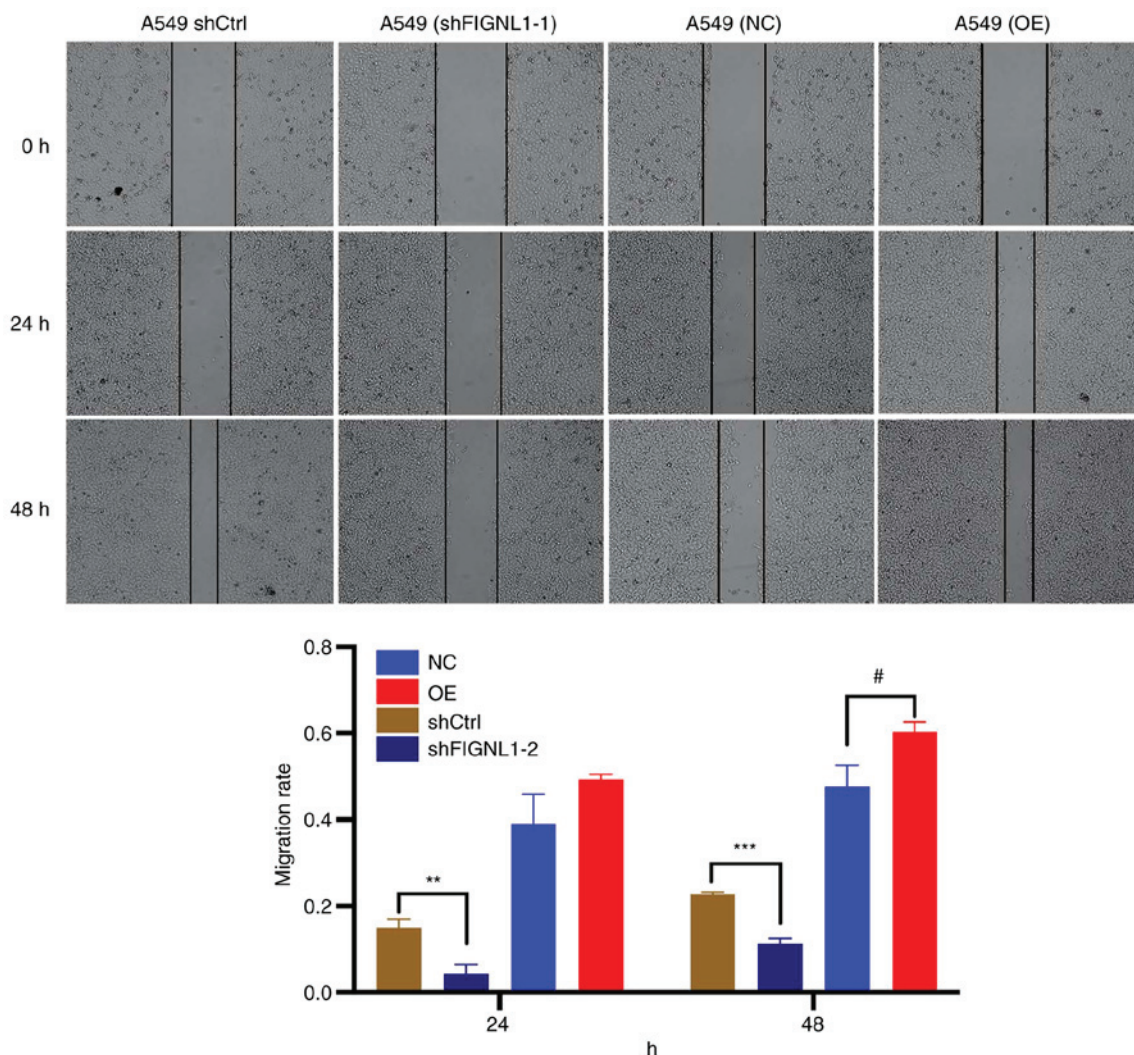 A549 shCtrl
A549 (shFIGNL1-1)
A549 (NC)
A549 (OE)
0 h
24 h
48 h
0.8
0.6
0.4
0.2
0.0
Migration rate
NC
OE
shCtrl
shFIGNL1-2
**
***
#
24
48
h